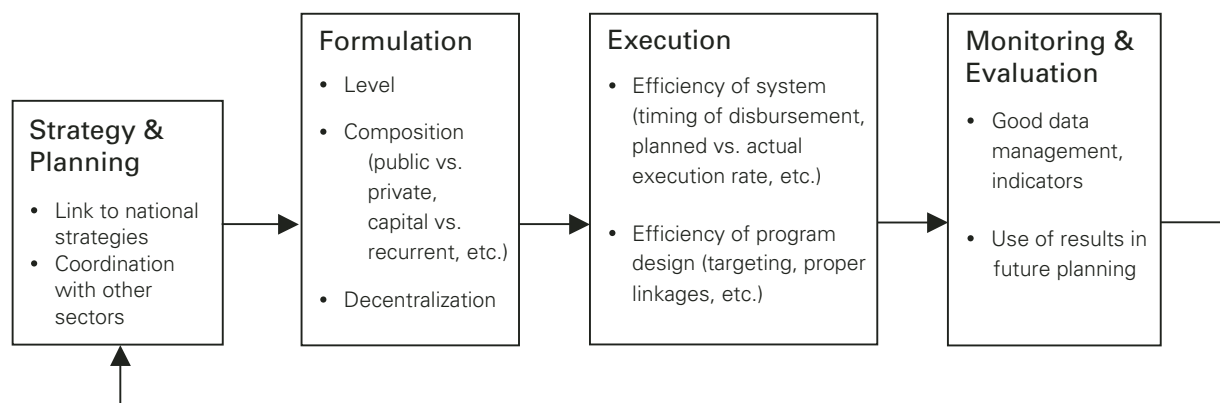 Strategy &
Planning
• Link to national
strategies
• Coordination
with other
sectors
Formulation
• Level
• Composition
(public vs.
private,
capital vs.
recurrent, etc.)
• Decentralization
Execution
• Efficiency of system
(timing of disbursement,
planned vs. actual
execution rate, etc.)
• Efficiency of program
design (targeting, proper
linkages, etc.)
Monitoring &
Evaluation
• Good data
management,
indicators
• Use of results in
future planning